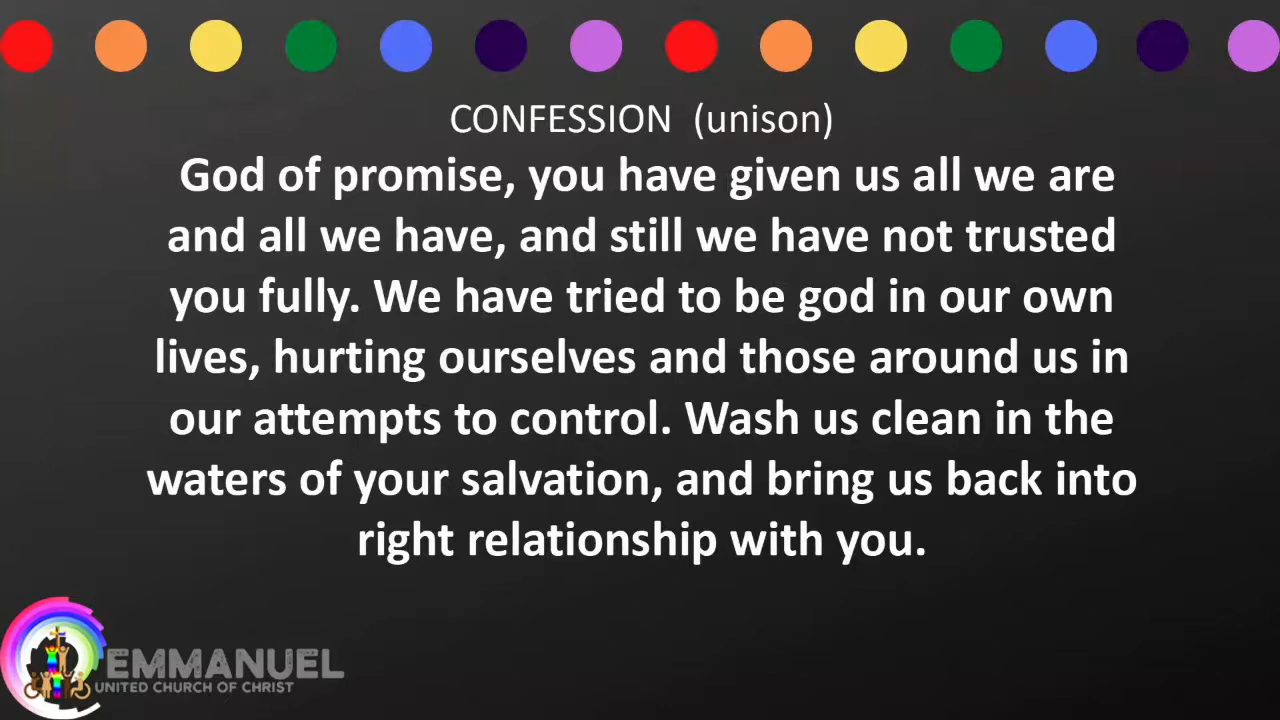 CONFESSION (unison)
God of promise, you have given us all we are
and all we have, and still we have not trusted
you fully. We have tried to be god in our own
lives, hurting ourselves and those around us in
our attempts to control. Wash us clean in the
waters of your salvation, and bring us back into
right relationship with you.
EMMANUEL
UNITED CHURCH OF CHRIST